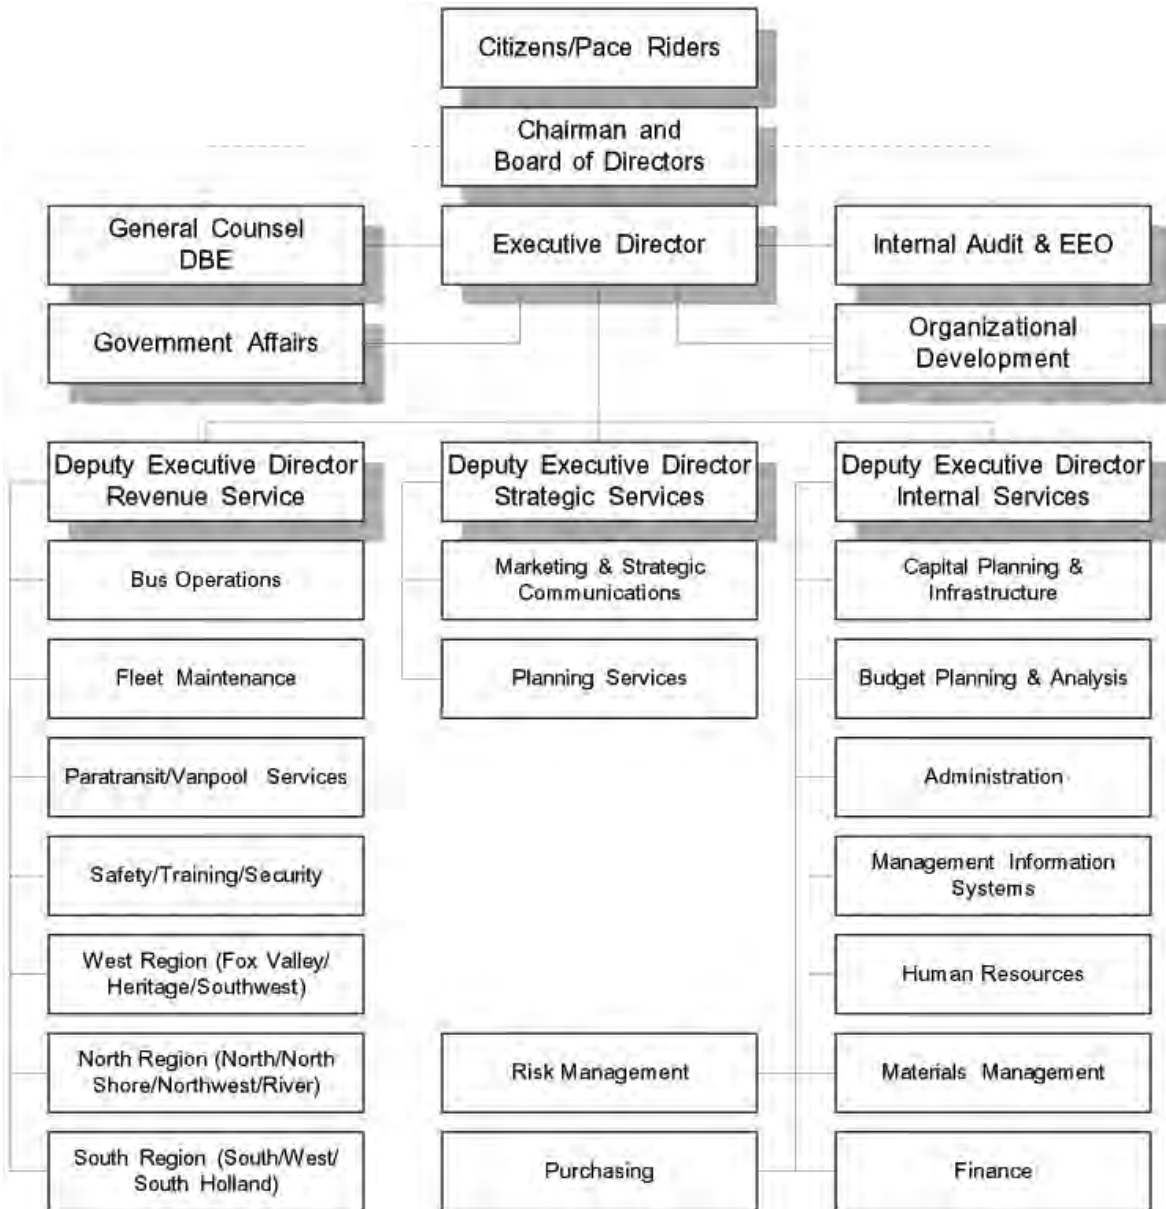 Citizens/Pace Riders
Chairman and
Board of Directors
General Counsel
DBE
Executive Director
Internal Audit & EEO
Government Affairs
Organizational
Development
Deputy Executive Director
Revenue Service
Deputy Executive Director
Strategic Services
Deputy Executive Director
Internal Services
Bus Operations
Marketing & Strategic
Communications
Capital Planning &
Infrastructure
Fleet Maintenance
Planning Services
Budget Planning & Analysis
Paratransit/Vanpool Services
Administration
Safety/Training/Security
Management Information
Systems
West Region (Fox Valley/
Heritage/Southwest)
Human Resources
North Region (North/North
Shore/Northwest/River)
Risk Management
Materials Management
South Region (South/West/
South Holland)
Purchasing
Finance